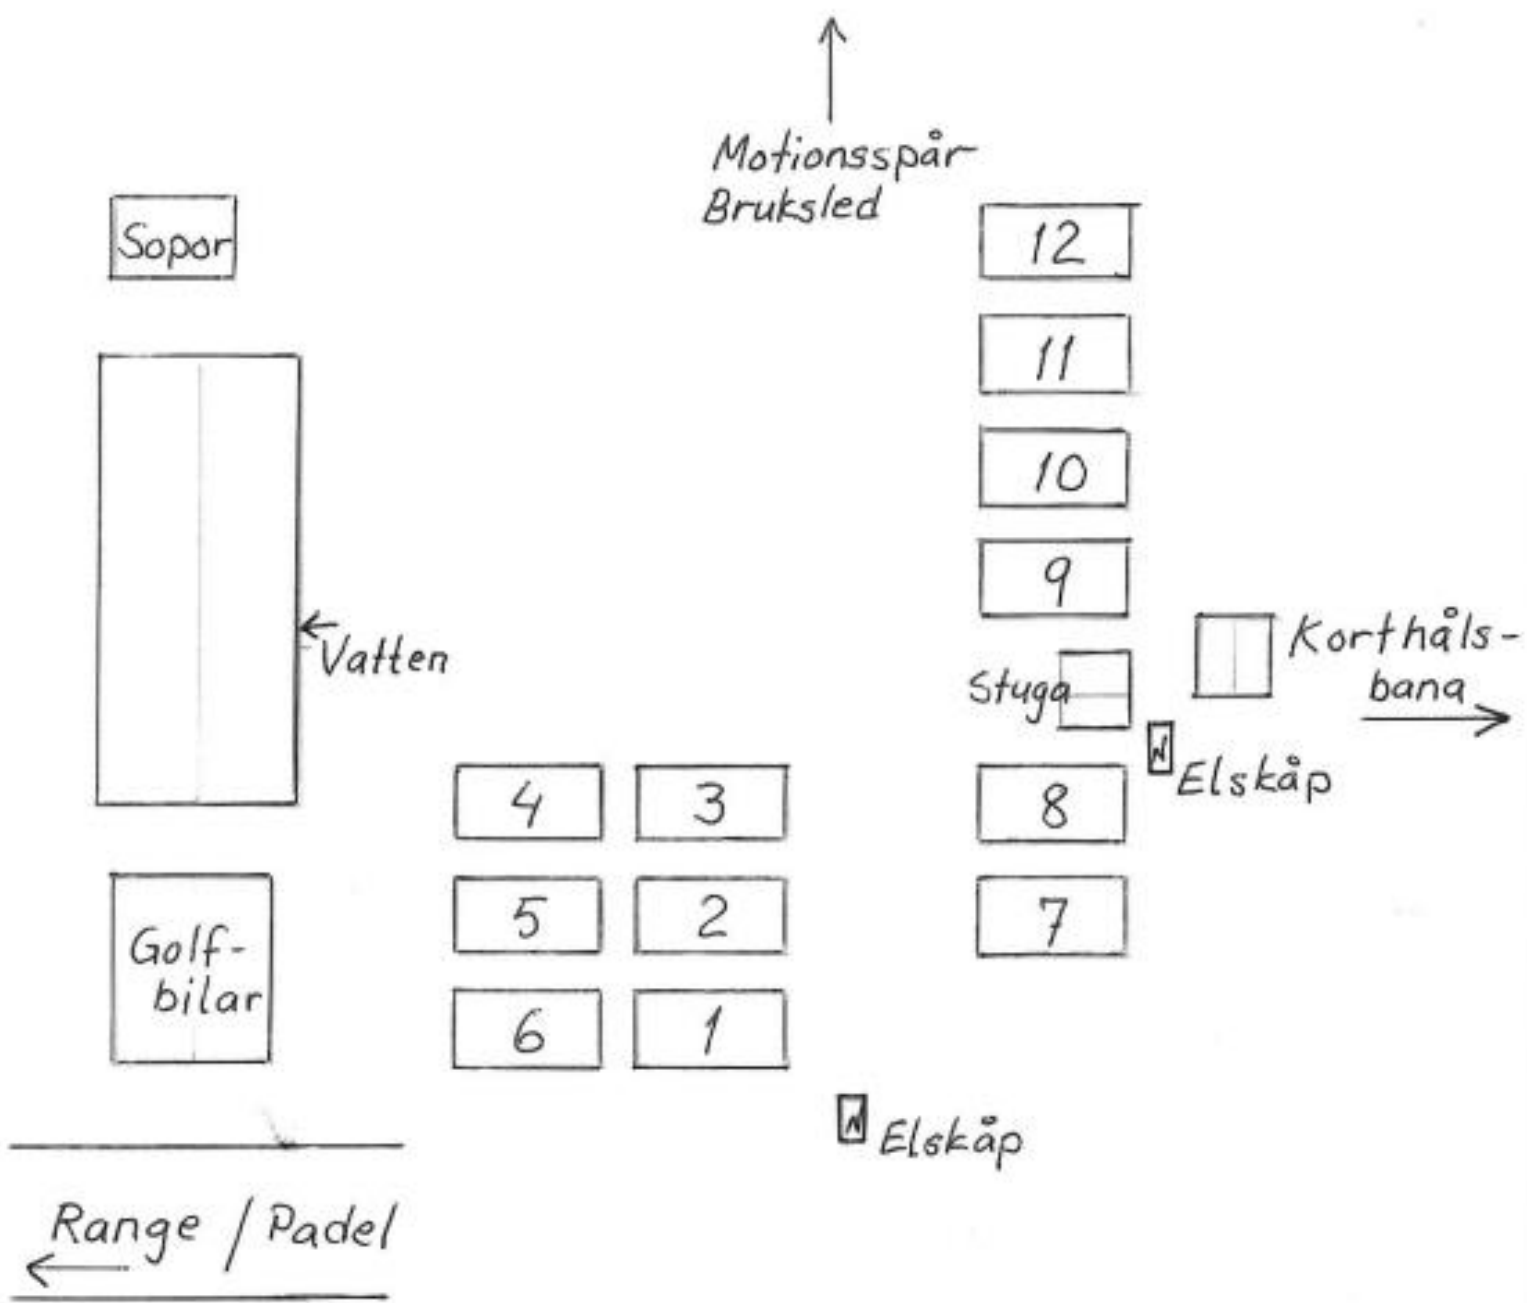 Motionsspår
Bruksled
Sopor
12
11
10
9
Vatten
Stuga
Korthåls-
bana
Elskåp
4
3
8
5
2
7
Golf-
bilar
6
1
Elskåp
Range / Padel